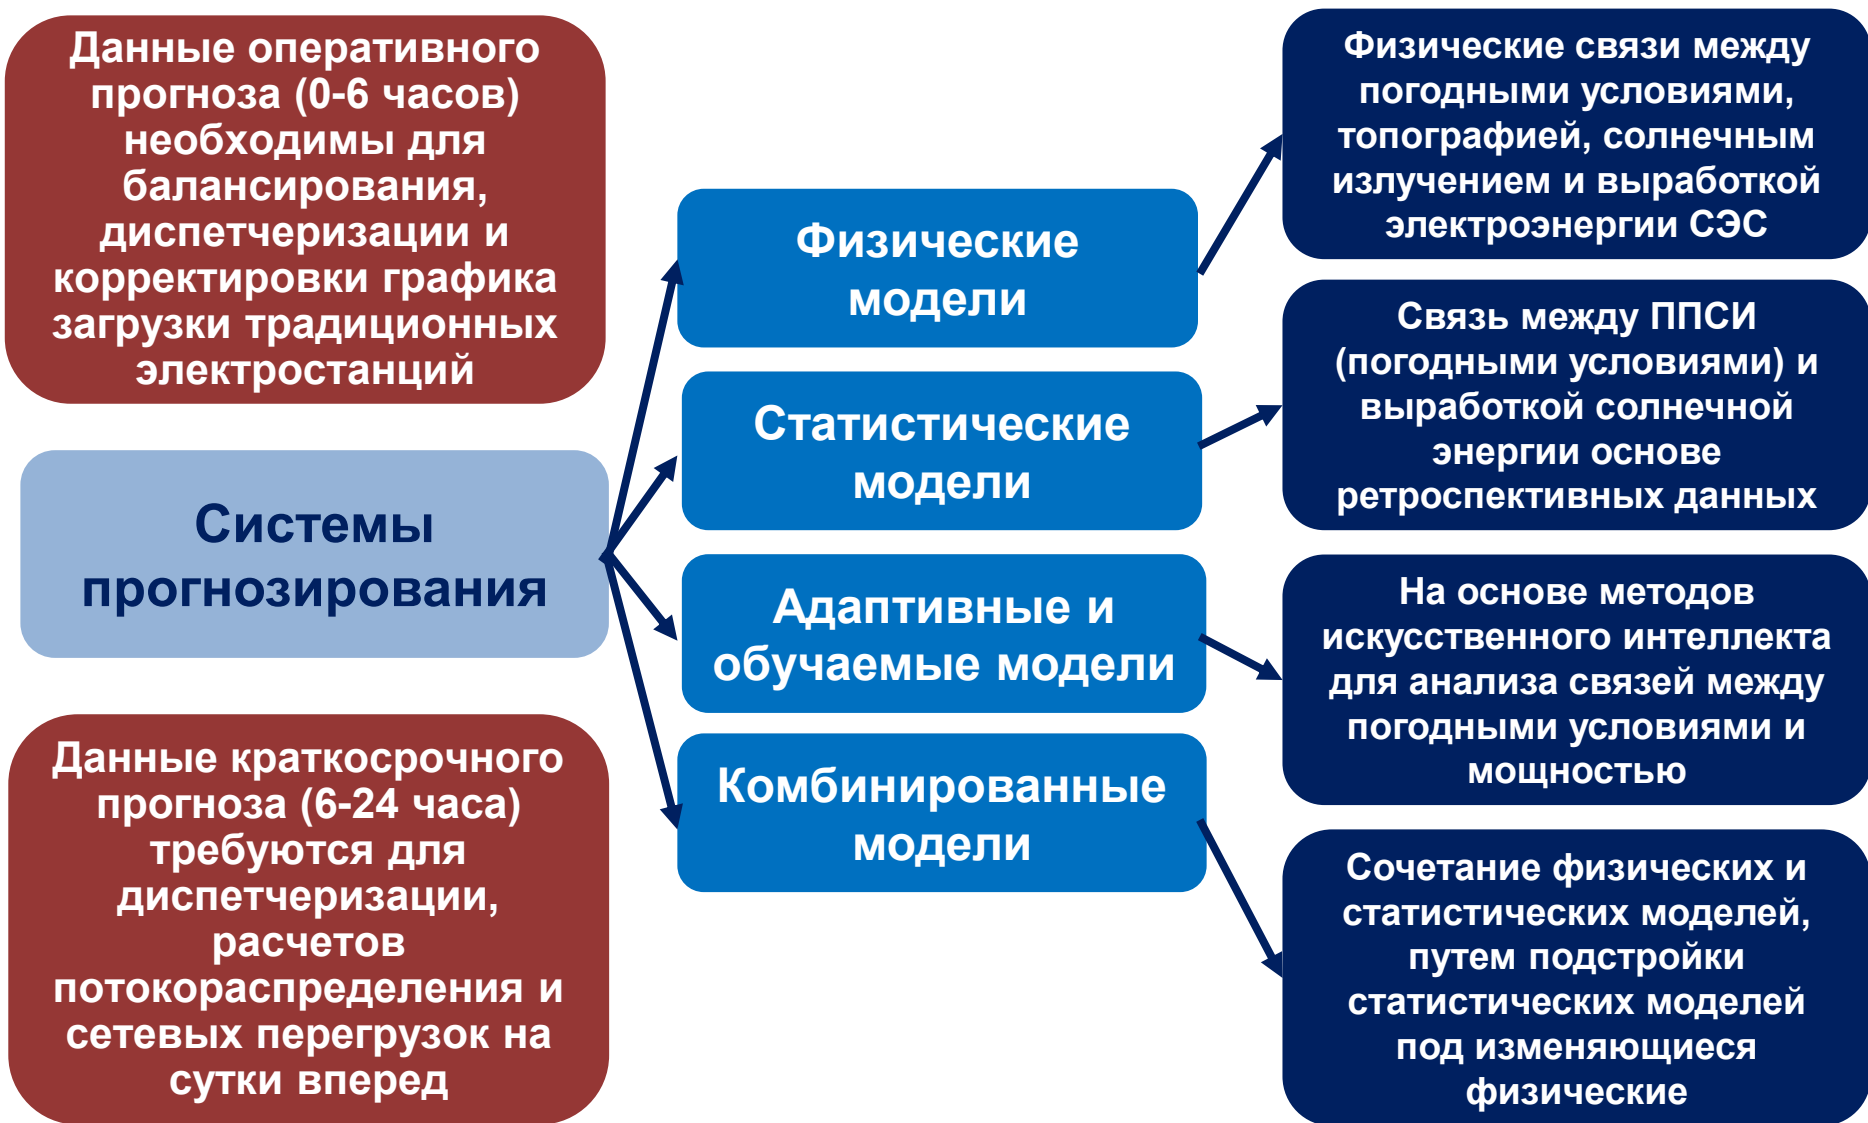 Данные оперативного
прогноза (0-6 часов)
необходимы для
балансирования,
диспетчеризации и
корректировки графика
загрузки традиционных
электростанций
Системы
прогнозирования
Данные краткосрочного
прогноза (6-24 часа)
требуются для
диспетчеризации,
расчетов
потокораспределения и
сетевых перегрузок на
сутки вперед
Физические
модели
Статистические
модели
Адаптивные и
обучаемые модели
Комбинированные
модели
Физические связи между
погодными условиями,
топографией, солнечным
излучением и выработкой
электроэнергии СЭС
Связь между ППСИ
(погодными условиями) и
выработкой солнечной
энергии основе
ретроспективных данных
На основе методов
искусственного интеллекта
для анализа связей между
погодными условиями и
мощностью
Сочетание физических и
статистических моделей,
путем подстройки
статистических моделей
под изменяющиеся
физические